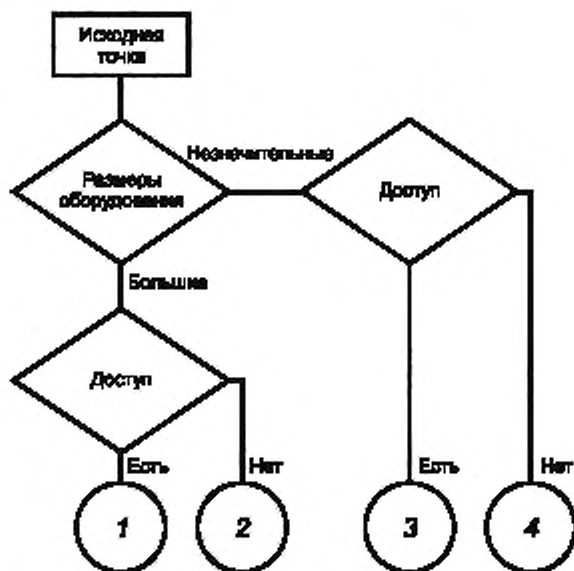 Исходная
точка
Размеры
оборудования
Незначительные
Доступ
Большие
Доступ
Есть
Нет
Есть
Нет
1
2
3
4